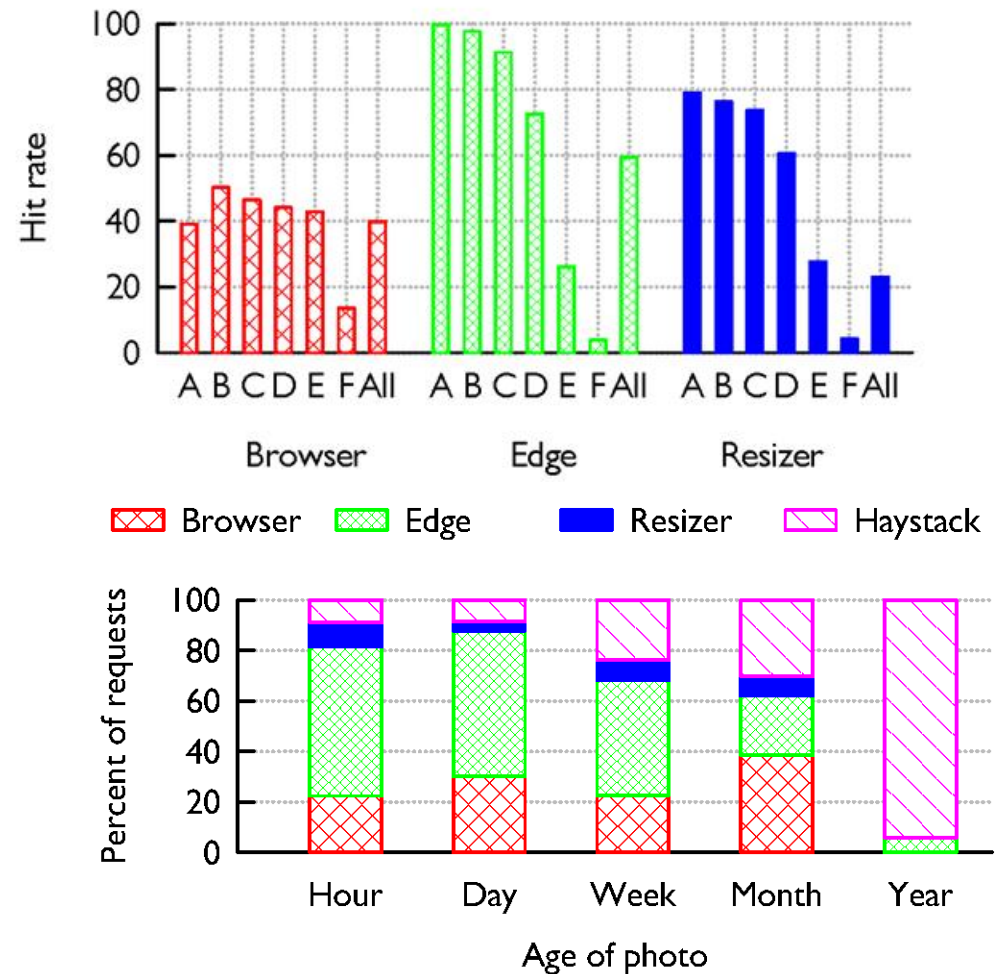 100
80
60
40
20
0
Hit rate
A B C D E F All A B C D E F All A B C D E F All
Browser Edge Resizer
Browser Edge Resizer Haystack
100
80
60
40
20
0
Percent of requests
Hour Day Week Month Year
Age of photo